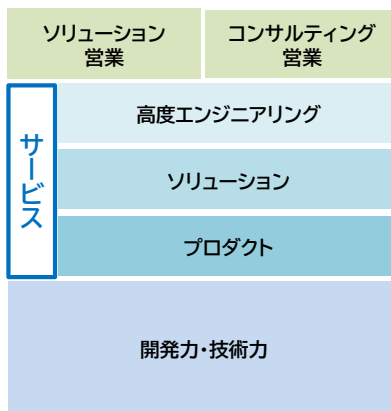 ソリューション
営業
コンサルティング
営業
サービス
高度エンジニアリング
ソリューション
プロダクト
開発力・技術力